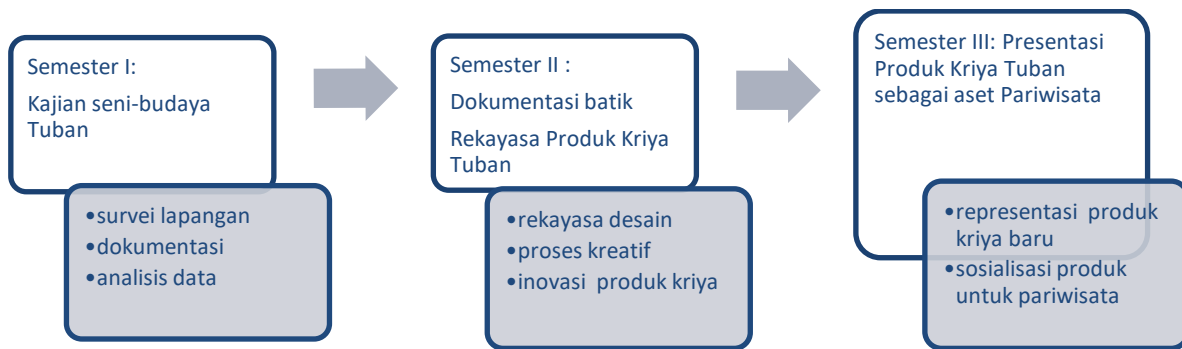 Semester I:
Kajian seni-budaya
Tuban
•survei lapangan
•dokumentasi
•analisis data
Semester II :
Dokumentasi batik
Rekayasa Produk Kriya
Tuban
•rekayasa desain
•proses kreatif
•inovasi produk kriya
Semester III: Presentasi
Produk Kriya Tuban
sebagai aset Pariwisata
•representasi produk
kriya baru
•sosialisasi produk
untuk pariwisata